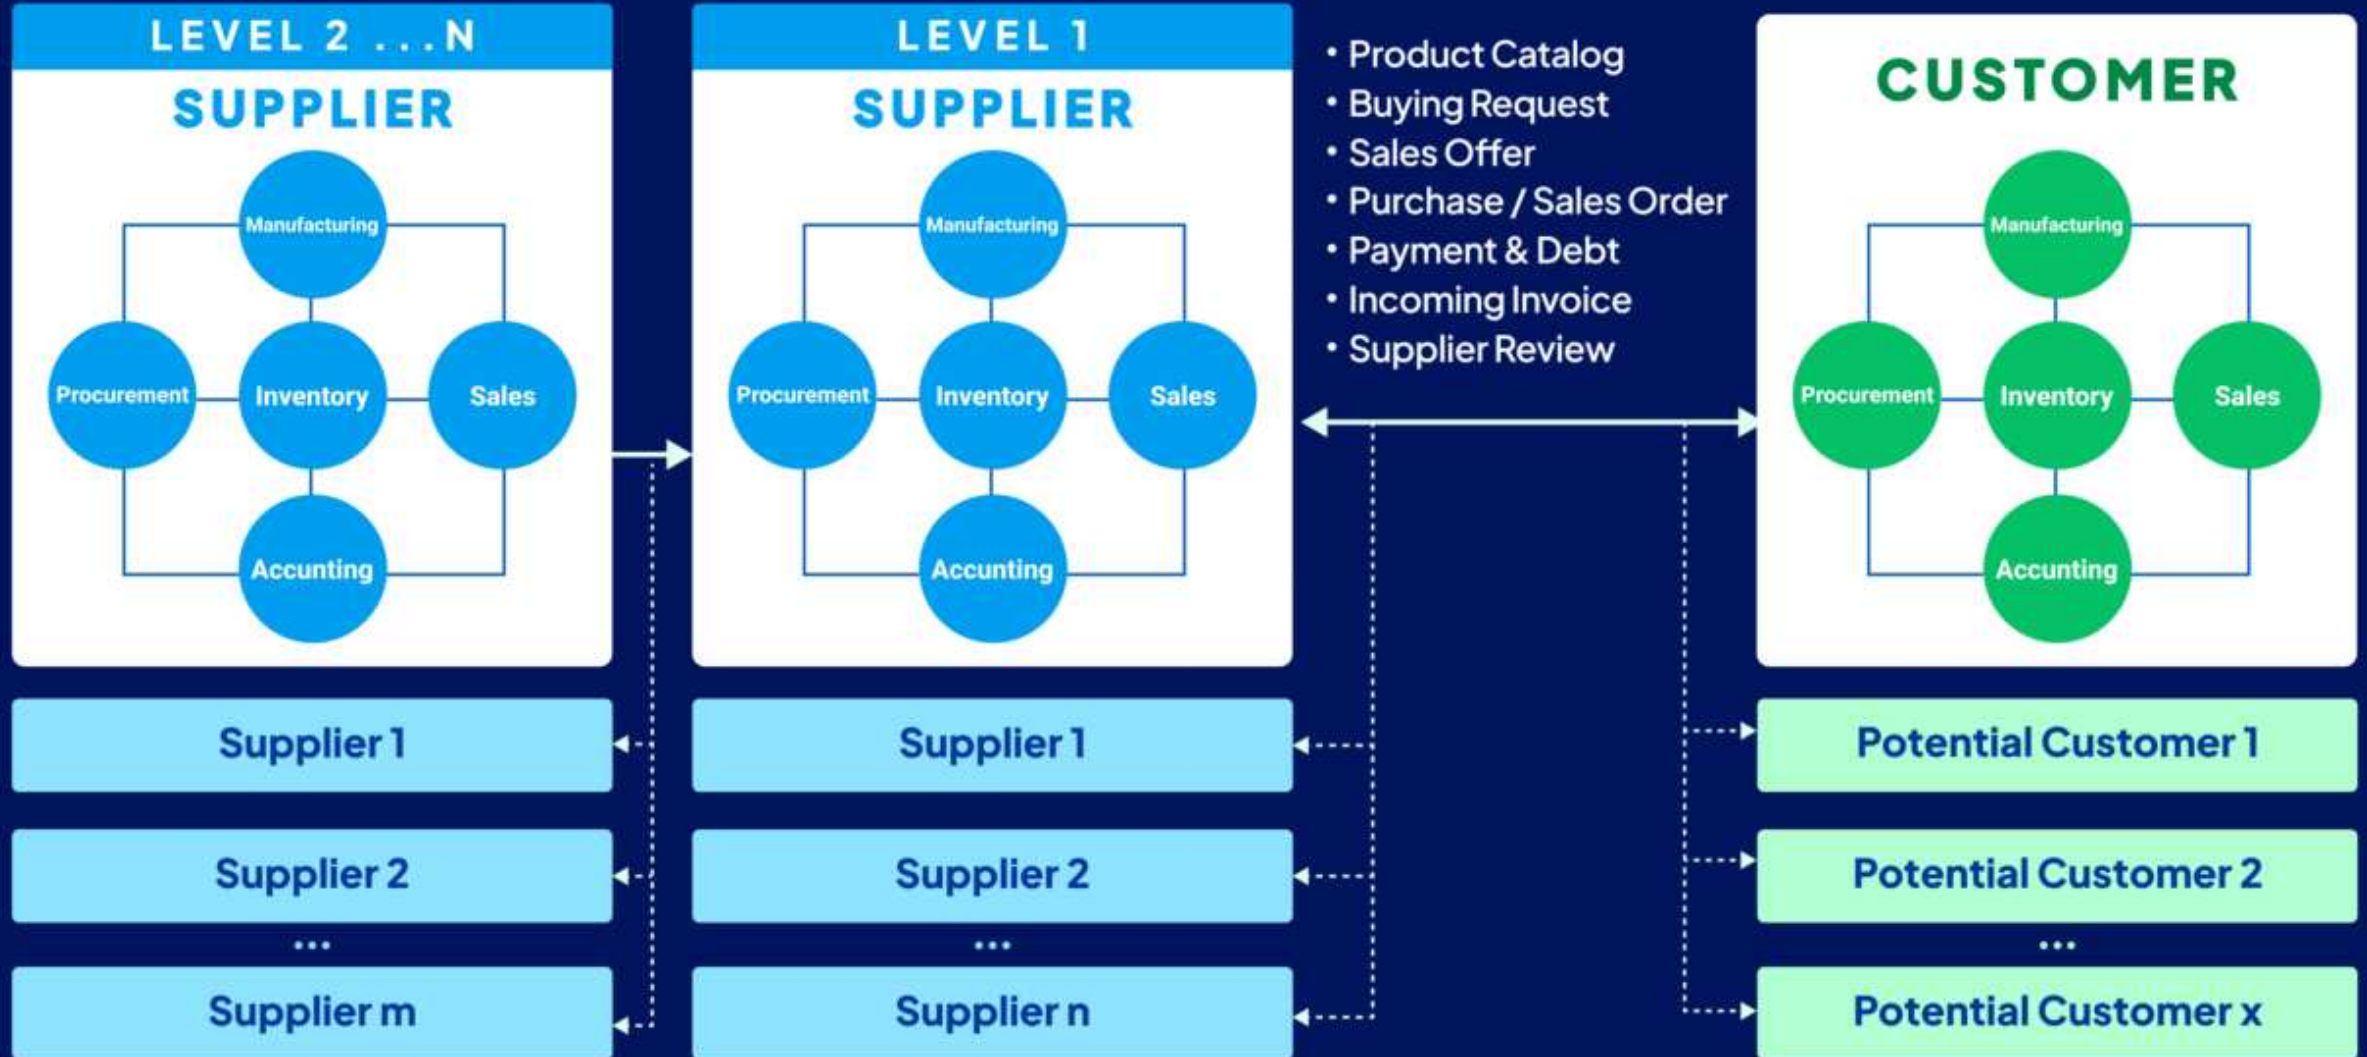 LEVEL 2 ...N
SUPPLIER
Manufacturing
Procurement
Inventory
Sales
Accunting
Supplier 1
Supplier 2
...
Supplier m
LEVEL 1
SUPPLIER
Manufacturing
Procurement
Inventory
Sales
Accunting
Supplier 1
Supplier 2
...
Supplier n
• Product Catalog
• Buying Request
• Sales Offer
• Purchase / Sales Order
• Payment & Debt
• Incoming Invoice
• Supplier Review
CUSTOMER
Manufacturing
Procurement
Inventory
Sales
Accunting
Potential Customer 1
Potential Customer 2
...
Potential Customer x